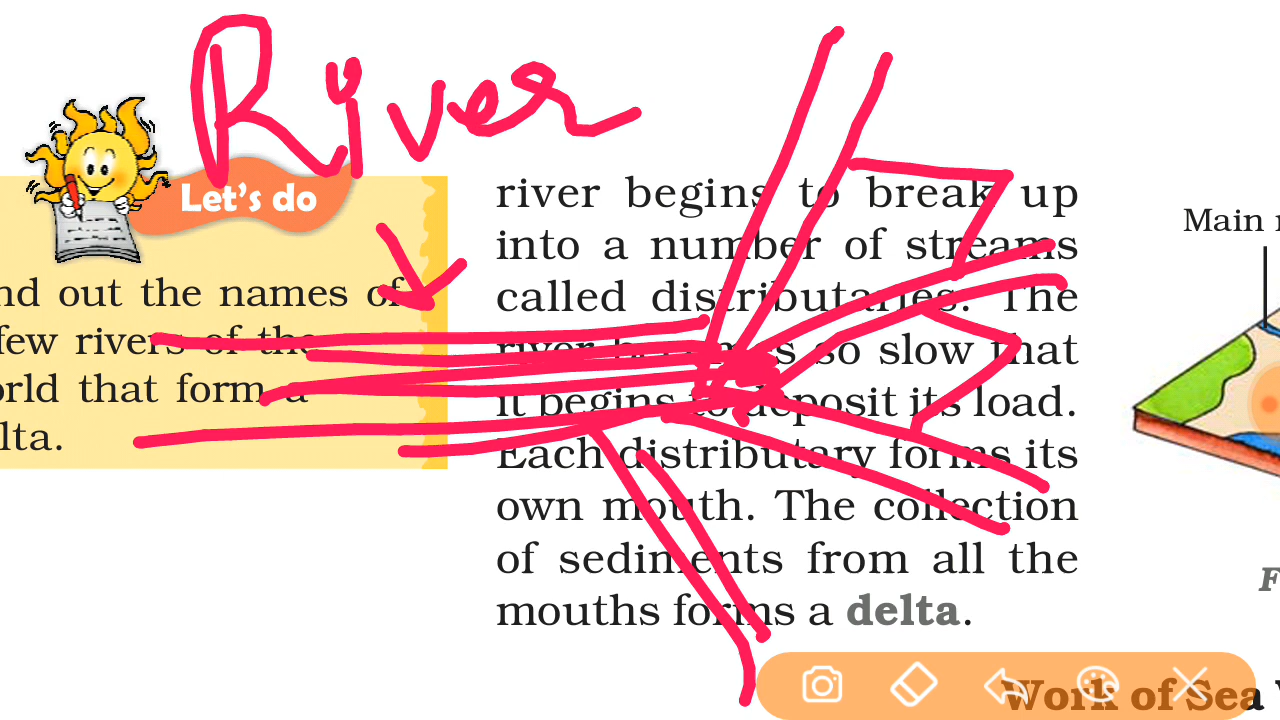 River
Let's do
nd out the names of
few rivers of the
orld that form a
lta.
river begins to break up
into a number of streams
called distributaries. The
river becomes so slow that
it begins to deposit its load.
Each distributary forms its
own mouth. The collection
of sediments from all the
mouths forms a delta.
Main r
F
Work of Sea W